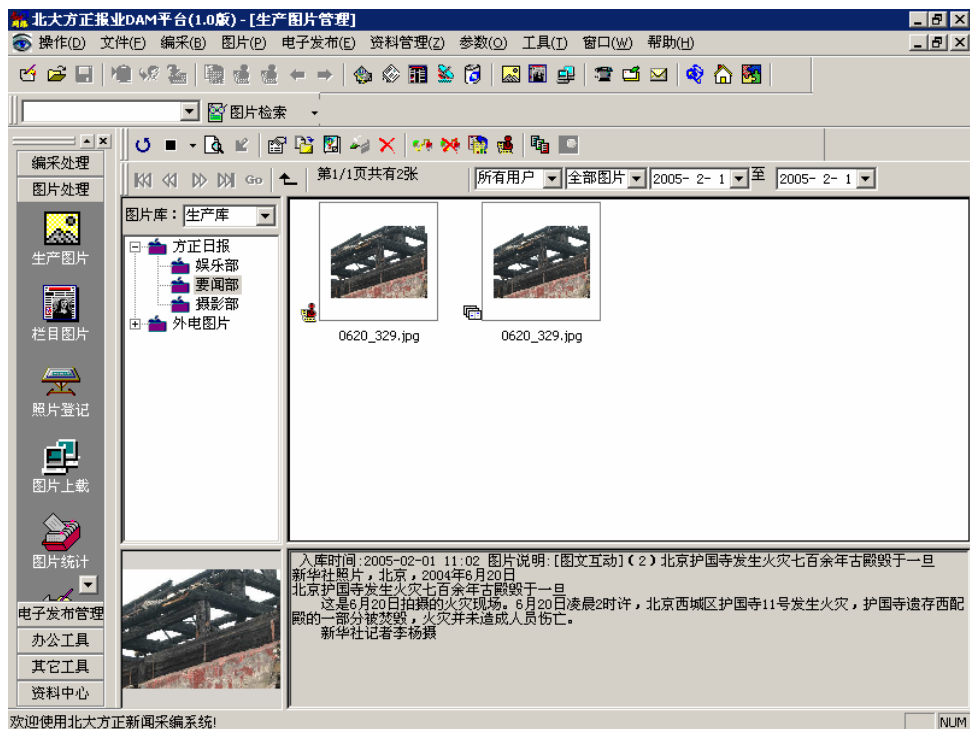 北大方正报业DAM平台(1.0版) - [生产图片管理]
操作(D) 文件(F) 编采(B) 图片(P) 电子发布(E) 资料管理(Z) 参数(O) 工具(T) 窗口(W) 帮助(H)
图片检索
编采处理
图片处理
生产图片
栏目图片
照片登记
图片上载
图片统计
电子发布管理
办公工具
其它工具
资料中心
Go
第1/1页共有2张
所有用户
全部图片
2005- 2- 1 至 2005- 2- 1
图片库：生产库
方正日报
娱乐部
要闻部
摄影部
外电图片
0620_329.jpg
0620_329.jpg
入库时间:2005-02-01 11:02 图片说明:[图文互动](2)北京护国寺发生火灾七百余年古殿毁于一旦
新华社照片，北京，2004年6月20日
北京护国寺发生火灾七百余年古殿毁于一旦
这是6月20日拍摄的火灾现场。6月20日凌晨2时许，北京西城区护国寺11号发生火灾，护国寺遗存西配
殿的一部分被焚毁，火灾并未造成人员伤亡。
新华社记者李杨摄
欢迎使用北大方正新闻采编系统!
NUM